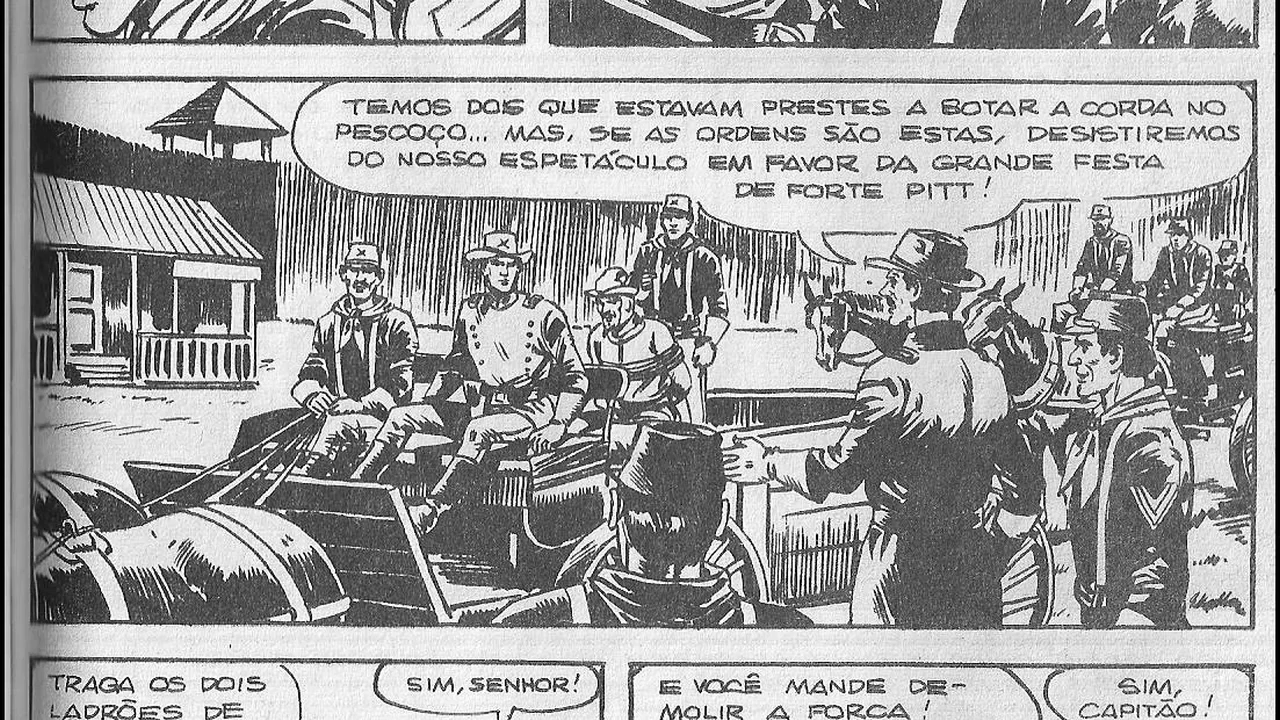 TEMOS DOIS QUE ESTAVAM PRESTES A BOTAR A CORDA NO
PESCOÇO... MAS, SE AS ORDENS SÃO ESTAS, DESISTIREMOS
DO NOSSO ESPETÁCULO EM FAVOR DA GRANDE FESTA
DE FORTE PITT!
TRAGA OS DOIS
LADRÕES DE
SIM, SENHOR!
E VOCÊ MANDE DE-
MOLIR A FORCA!
SIM,
CAPITÃO!